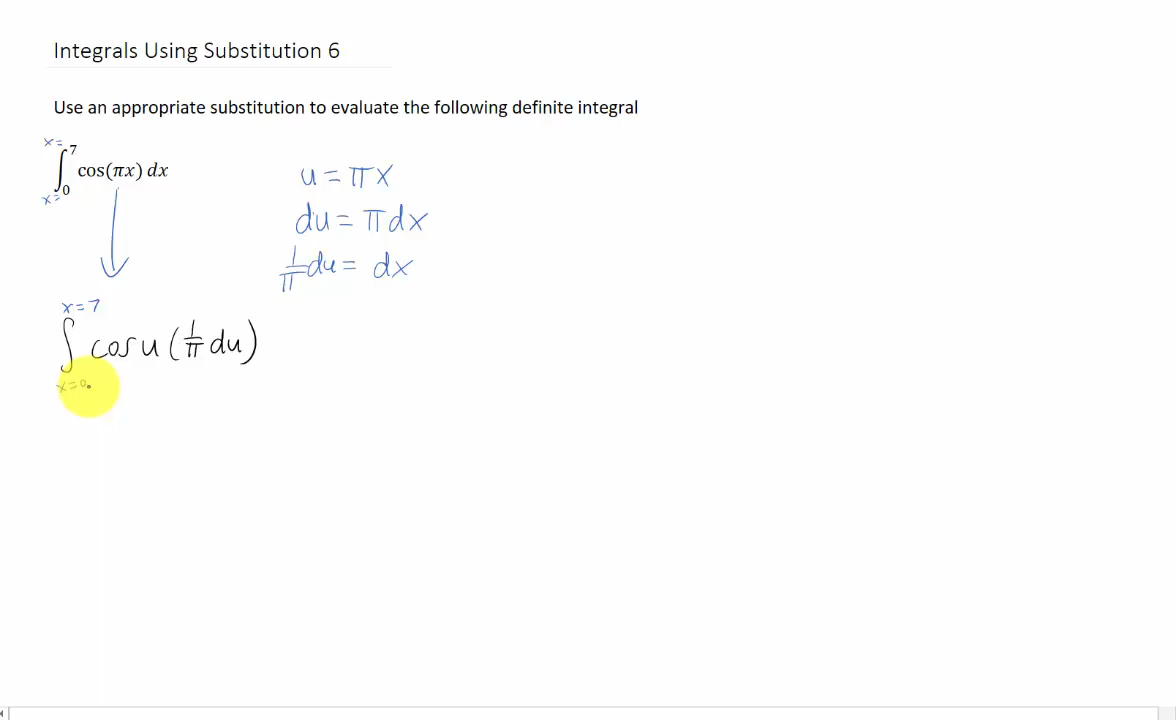 Integrals Using Substitution 6
Use an appropriate substitution to evaluate the following definite integral
x= 7
∫ cos(πx) dx
x= 0
u = πx
du = π dx
1/π du = dx
x=7
∫ cos u (1/π du)
x=0